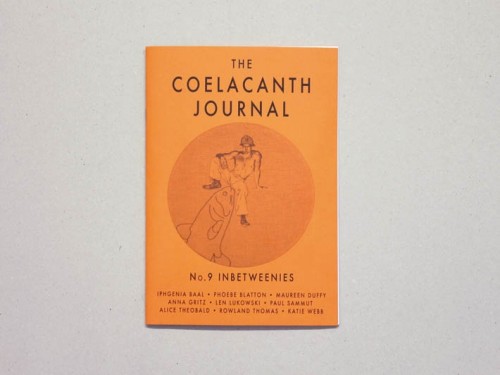 THE
COELACANTH
JOURNAL
No.9 INBETWEENIES
IPHGENIA BAAL • PHOEBE BLATTON • MAUREEN DUFFY
ANNA GRITZ • LEN LUKOWSKI • PAUL SAMMUT
ALICE THEOBALD • ROWLAND THOMAS • KATIE WEBB